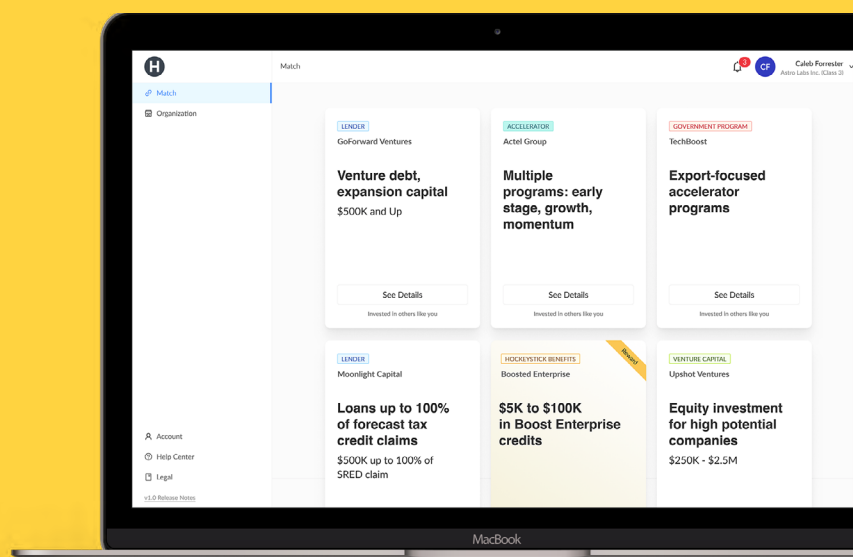 H
Match
3
CF
Caleb Forrester
Astro Labs Inc. (Class 2)
Match
Organization
LENDER
GoForward Ventures
Venture debt,
expansion capital
$500K and Up
See Details
Invested in others like you
ACCELERATOR
Actel Group
Multiple
programs: early
stage, growth,
momentum
See Details
Invested in others like you
GOVERNMENT PROGRAM
TechBoost
Export-focused
accelerator
programs
See Details
Invested in others like you
LENDER
Moonlight Capital
Loans up to 100%
of forecast tax
credit claims
$500K up to 100% of
SRED claim
HOCKEYSTICK BENEFITS
Reward
Boosted Enterprise
$5K to $100K
in Boost Enterprise
credits
VENTURE CAPITAL
Upshot Ventures
Equity investment
for high potential
companies
$250K - $2.5M
Account
Help Center
Legal
v1.0 Release Notes
MacBook